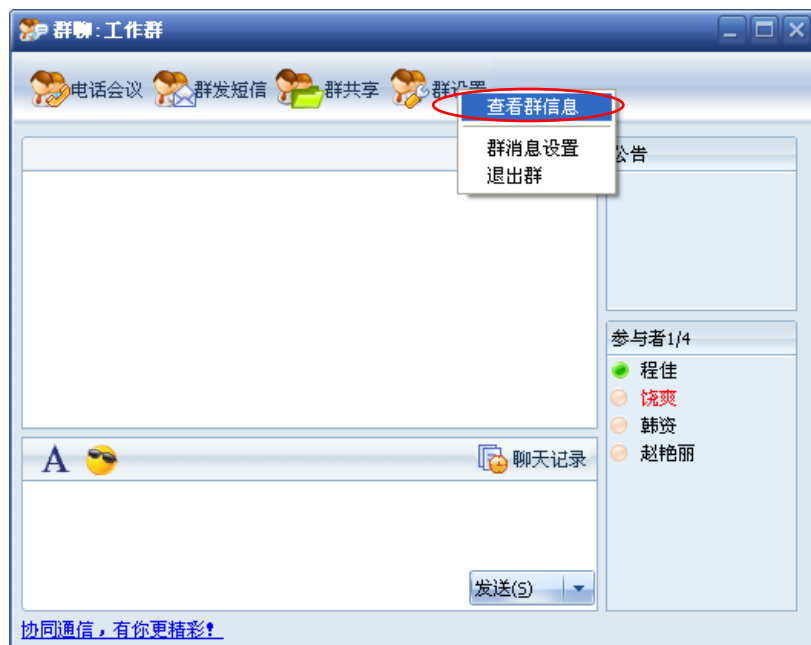 群聊:工作群
电话会议 群发短信 群共享 群设置
查看群信息
群消息设置
退出群
公告
参与者1/4
程佳
饶爽
韩资
赵艳丽
A
聊天记录
发送(S)
协同通信，有你更精彩！